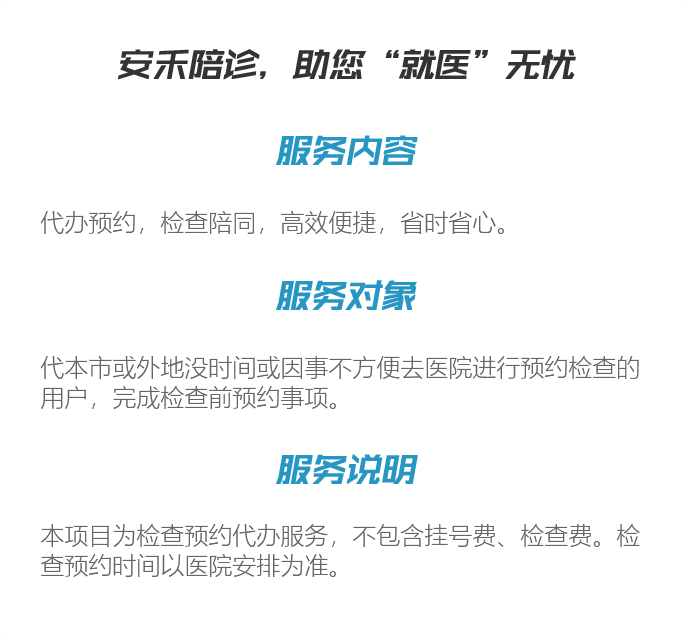 安禾陪诊，助您“就医”无忧
服务内容
代办预约，检查陪同，高效便捷，省时省心。
服务对象
代本市或外地没时间或因事不方便去医院进行预约检查的
用户，完成检查前预约事项。
服务说明
本项目为检查预约代办服务，不包含挂号费、检查费。检
查预约时间以医院安排为准。